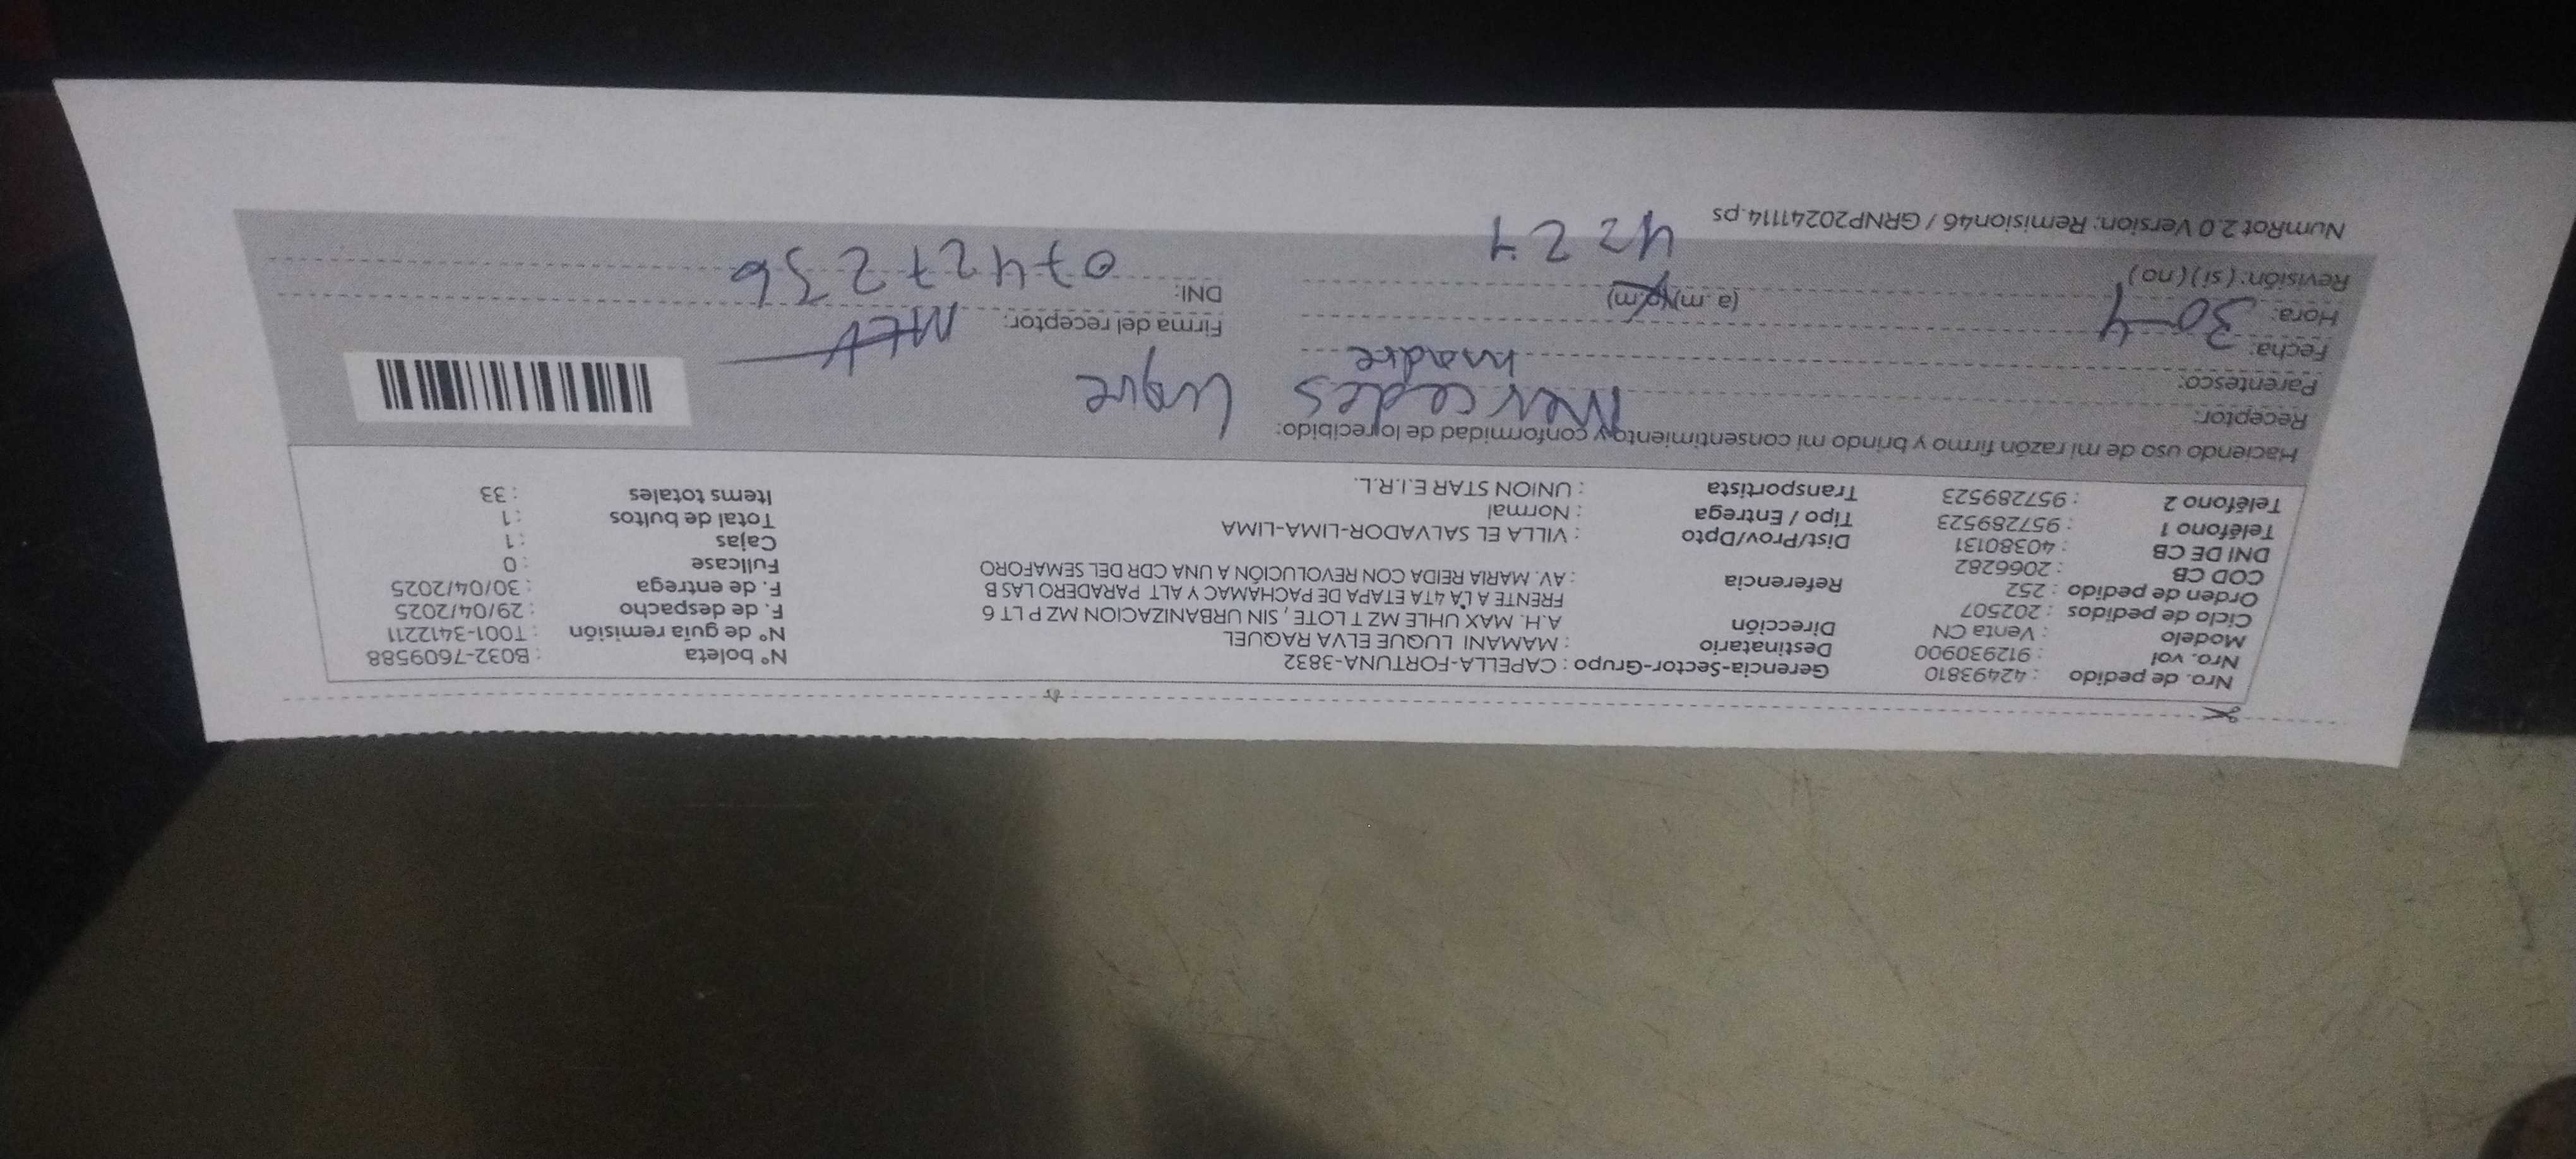 Nro. de pedido : 42493810 Gerencia-Sector-Grupo : CAPELLA-FORTUNA-3832 N° boleta : B032-7609588
Nro. vol : 912930900 Destinatario : MAMANI LUQUE ELVA RAQUEL N° de guía remisión : T001-3412211
Modelo : Venta CN Dirección A.H. MAX UHLE MZ T LOTE , SIN URBANIZACION MZ P LT 6 F. de despacho : 29/04/2025
Ciclo de pedidos : 202507 FRENTE A LA 4TA ETAPA DE PACHAMAC Y ALT PARADERO LAS B F. de entrega : 30/04/2025
Orden de pedido : 252 Referencia : AV. MARIA REIDA CON REVOLUCIÓN A UNA CDR DEL SEMAFORO Fullcase : 0
COD CB : 2066282 Dist/Prov/Dpto : VILLA EL SALVADOR-LIMA-LIMA Cajas : 1
DNI DE CB : 40380131 Tipo / Entrega : Normal Total de bultos : 1
Teléfono 1 : 957289523 Transportista : UNION STAR E.I.R.L. Items totales : 33
Teléfono 2 : 957289523
Haciendo uso de mi razón firmo y brindo mi consentimiento y conformidad de lo recibido:
Receptor: Mercedes Luque
Parentesco: madre
Fecha: 30-4 Firma del receptor:
Hora: (a.m)(p.m) DNI: 07427236
Revisión: (si) (no)
NumRot 2.0 Version: Remision46 / GRNP20241114.ps